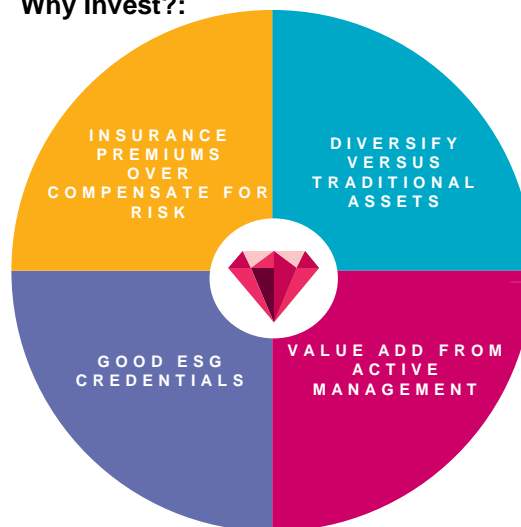 Why Invest?:
INSURANCE
PREMIUMS
OVER
COMPENSATE FOR
RISK
DIVERSIFY
VERSUS
TRADITIONAL
ASSETS
GOOD ESG
CREDENTIALS
VALUE ADD FROM
ACTIVE
MANAGEMENT